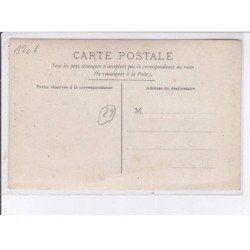 120€
CARTE POSTALE
Tous les pays étrangers n'acceptent pas la correspondance au recto
(Se renseigner à la Poste).
Partie réservée à la correspondance
Adresse du destinataire
M
29